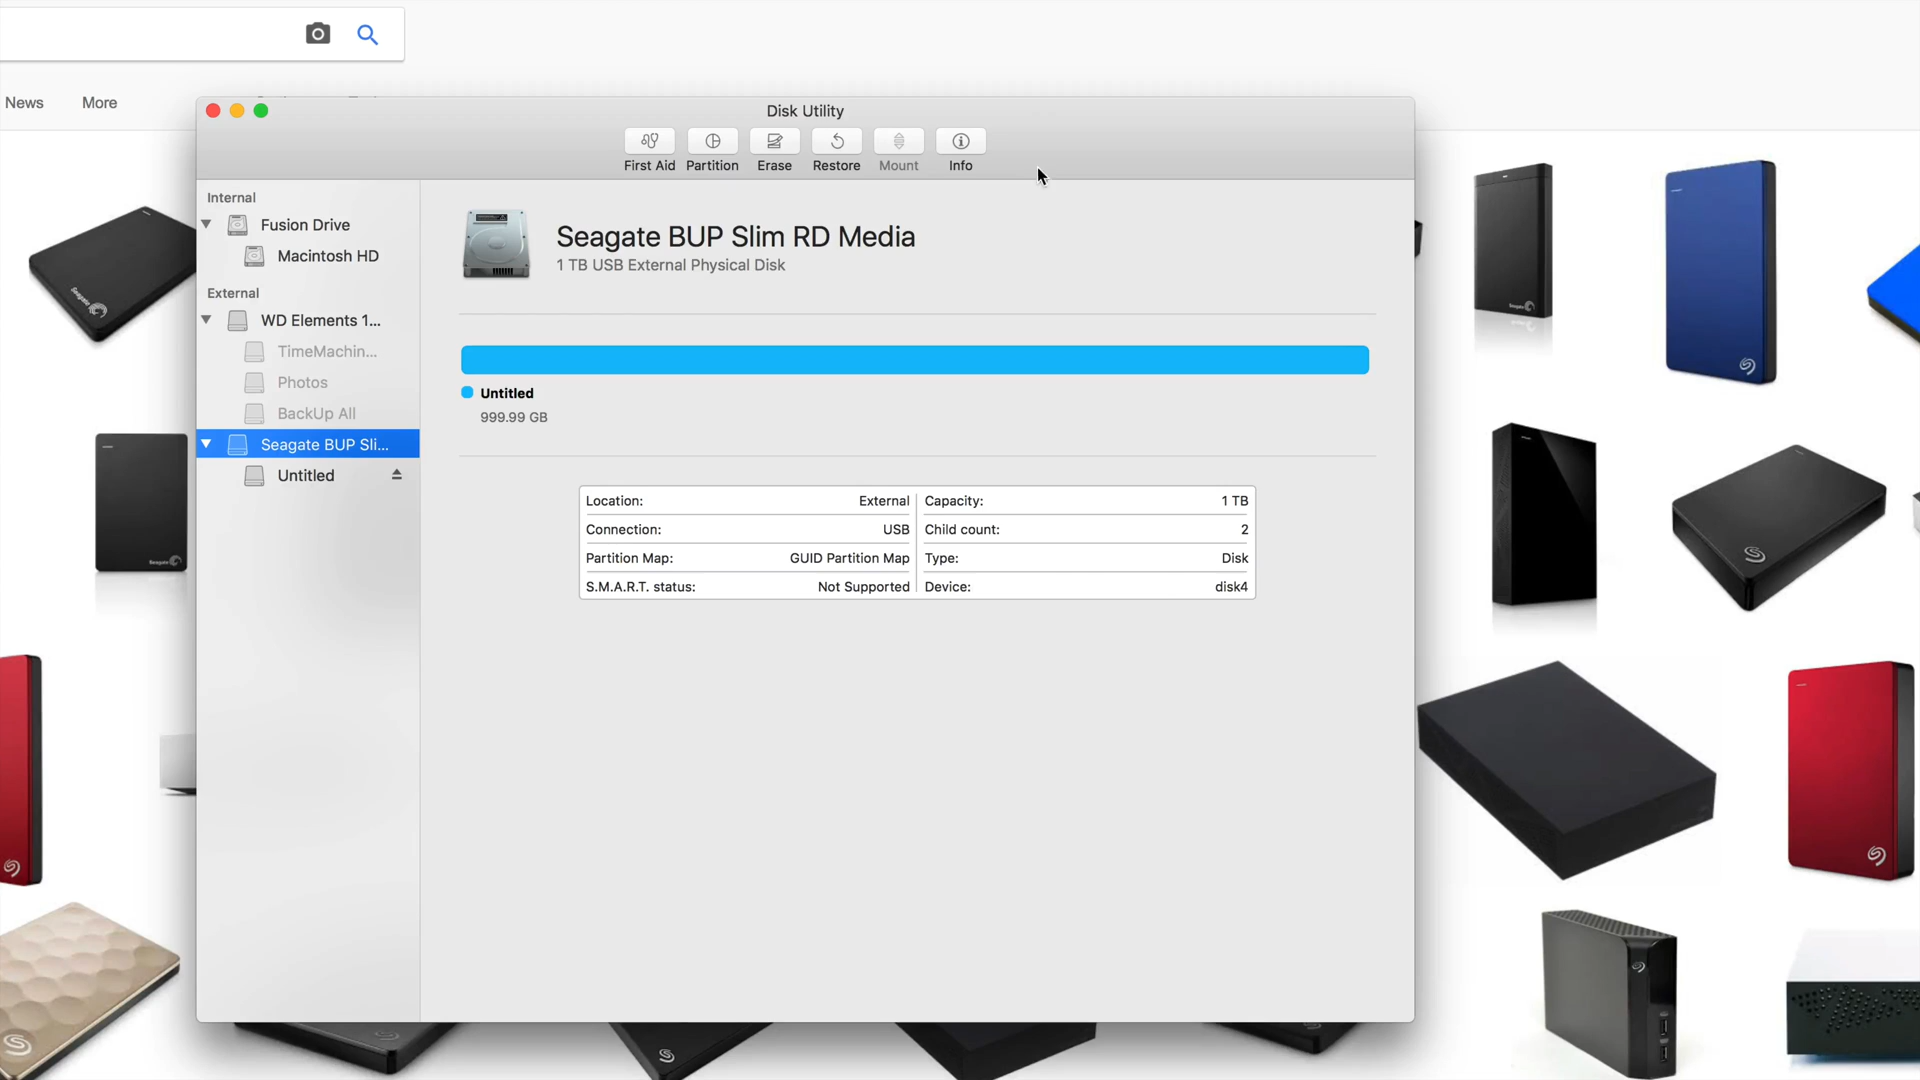 News More
Disk Utility
First Aid Partition Erase Restore Mount Info
Internal
Fusion Drive
Macintosh HD
External
WD Elements 1...
TimeMachin...
Photos
BackUp All
Seagate BUP Sli...
Untitled
Seagate BUP Slim RD Media
1 TB USB External Physical Disk
Untitled
999.99 GB
Location: External Capacity: 1 TB
Connection: USB Child count: 2
Partition Map: GUID Partition Map Type: Disk
S.M.A.R.T. status: Not Supported Device: disk4
Seagate
Seagate
Seagate